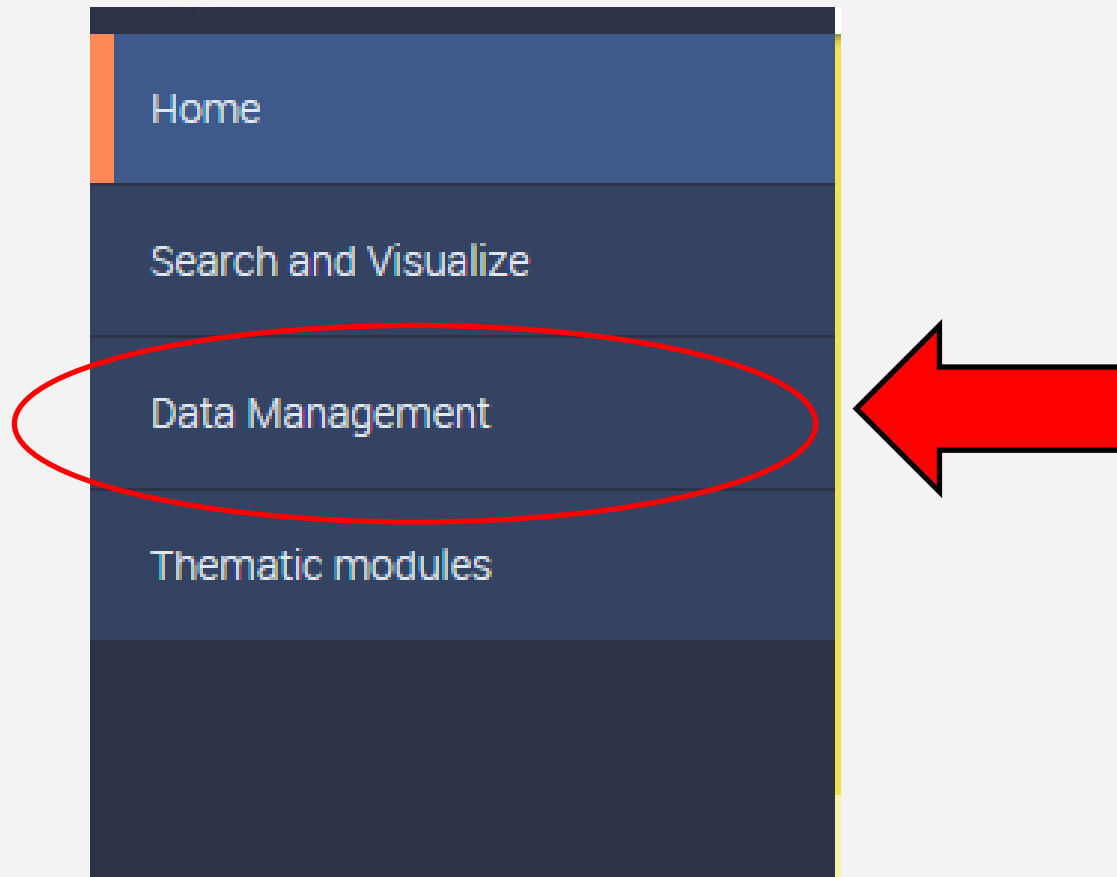 Home
Search and Visualize
Data Management
Thematic modules